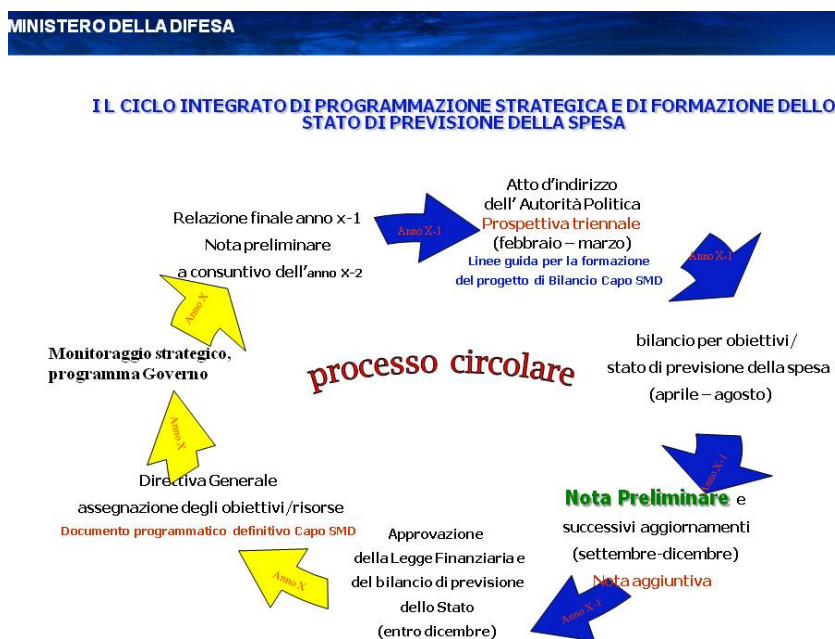 MINISTERO DELLA DIFESA
I L CICLO INTEGRATO DI PROGRAMMAZIONE STRATEGICA E DI FORMAZIONE DELLO
STATO DI PREVISIONE DELLA SPESA
Relazione finale anno x-1
Nota preliminare
a consuntivo dell'anno x-2
Anno X-1
Atto d'indirizzo
dell' Autorità Politica
Prospettiva triennale
(febbraio – marzo)
Linee guida per la formazione
del progetto di Bilancio Capo SMD
Anno X-1
bilancio per obiettivi/
stato di previsione della spesa
(aprile – agosto)
Anno X-1
Nota Preliminare e
successivi aggiornamenti
(settembre-dicembre)
Nota aggiuntiva
Anno X-1
Approvazione
della Legge Finanziaria e
del bilancio di previsione
dello Stato
(entro dicembre)
Anno X
Direttiva Generale
assegnazione degli obiettivi/risorse
Documento programmatico definitivo Capo SMD
Anno X
Monitoraggio strategico,
programma Governo
Anno X
processo circolare